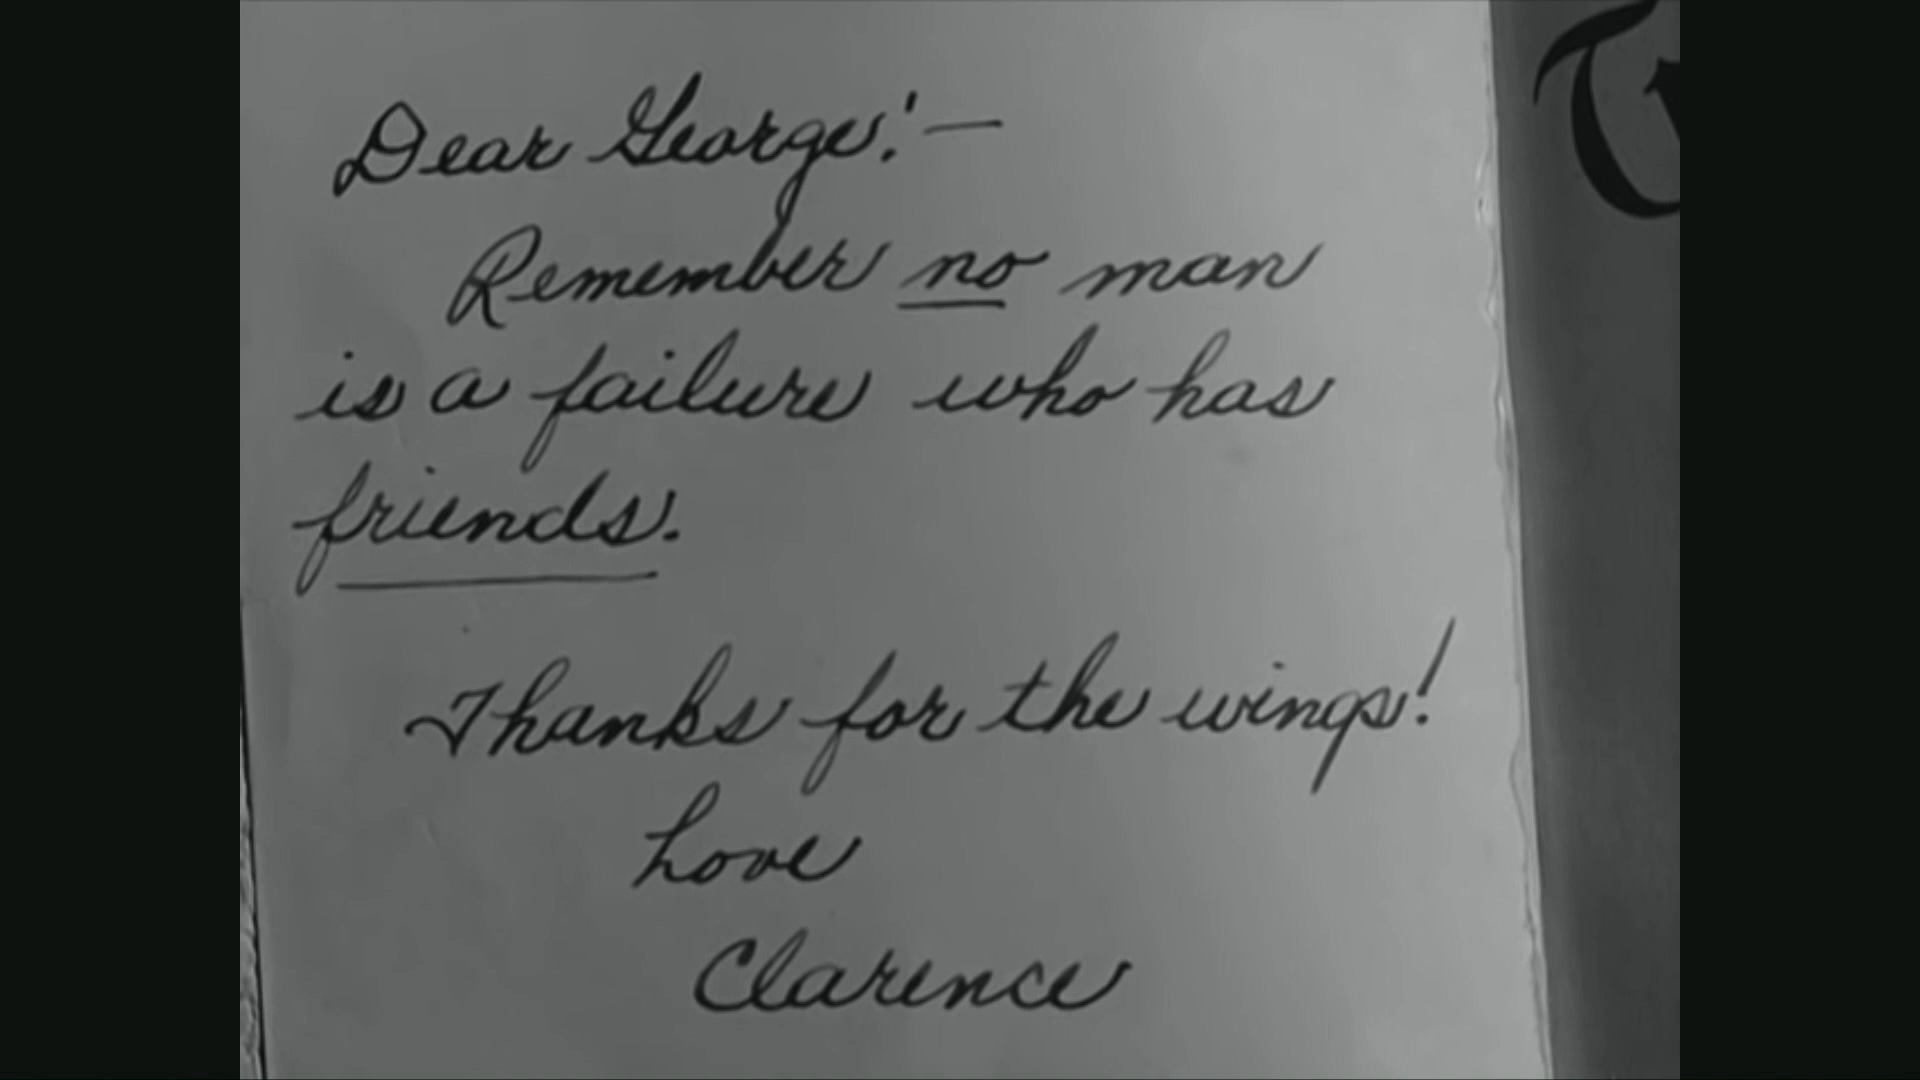 Dear George:—
Remember no man
is a failure who has
friends.
Thanks for the wings!
Love
Clarence